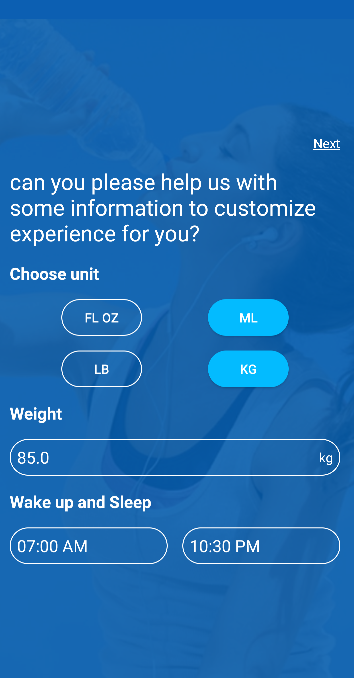 Next
can you please help us with
some information to customize
experience for you?
Choose unit
FL OZ ML
LB KG
Weight
85.0 kg
Wake up and Sleep
07:00 AM 10:30 PM